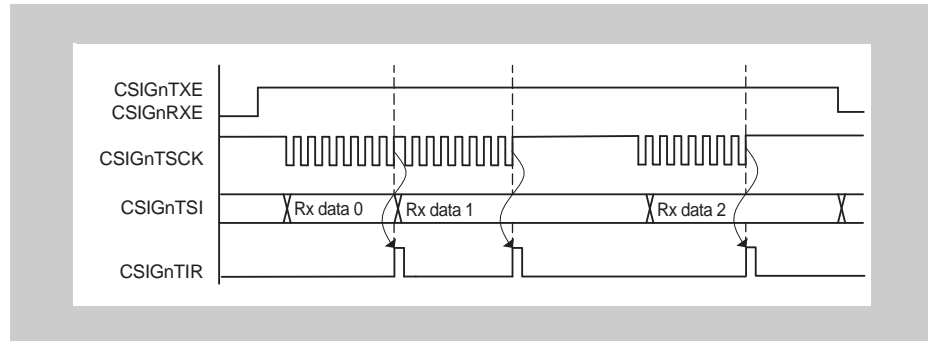 CSIGnTXE
CSIGnRXE
CSIGnTSCK
CSIGnTSI
Rx data 0
Rx data 1
Rx data 2
CSIGnTIR